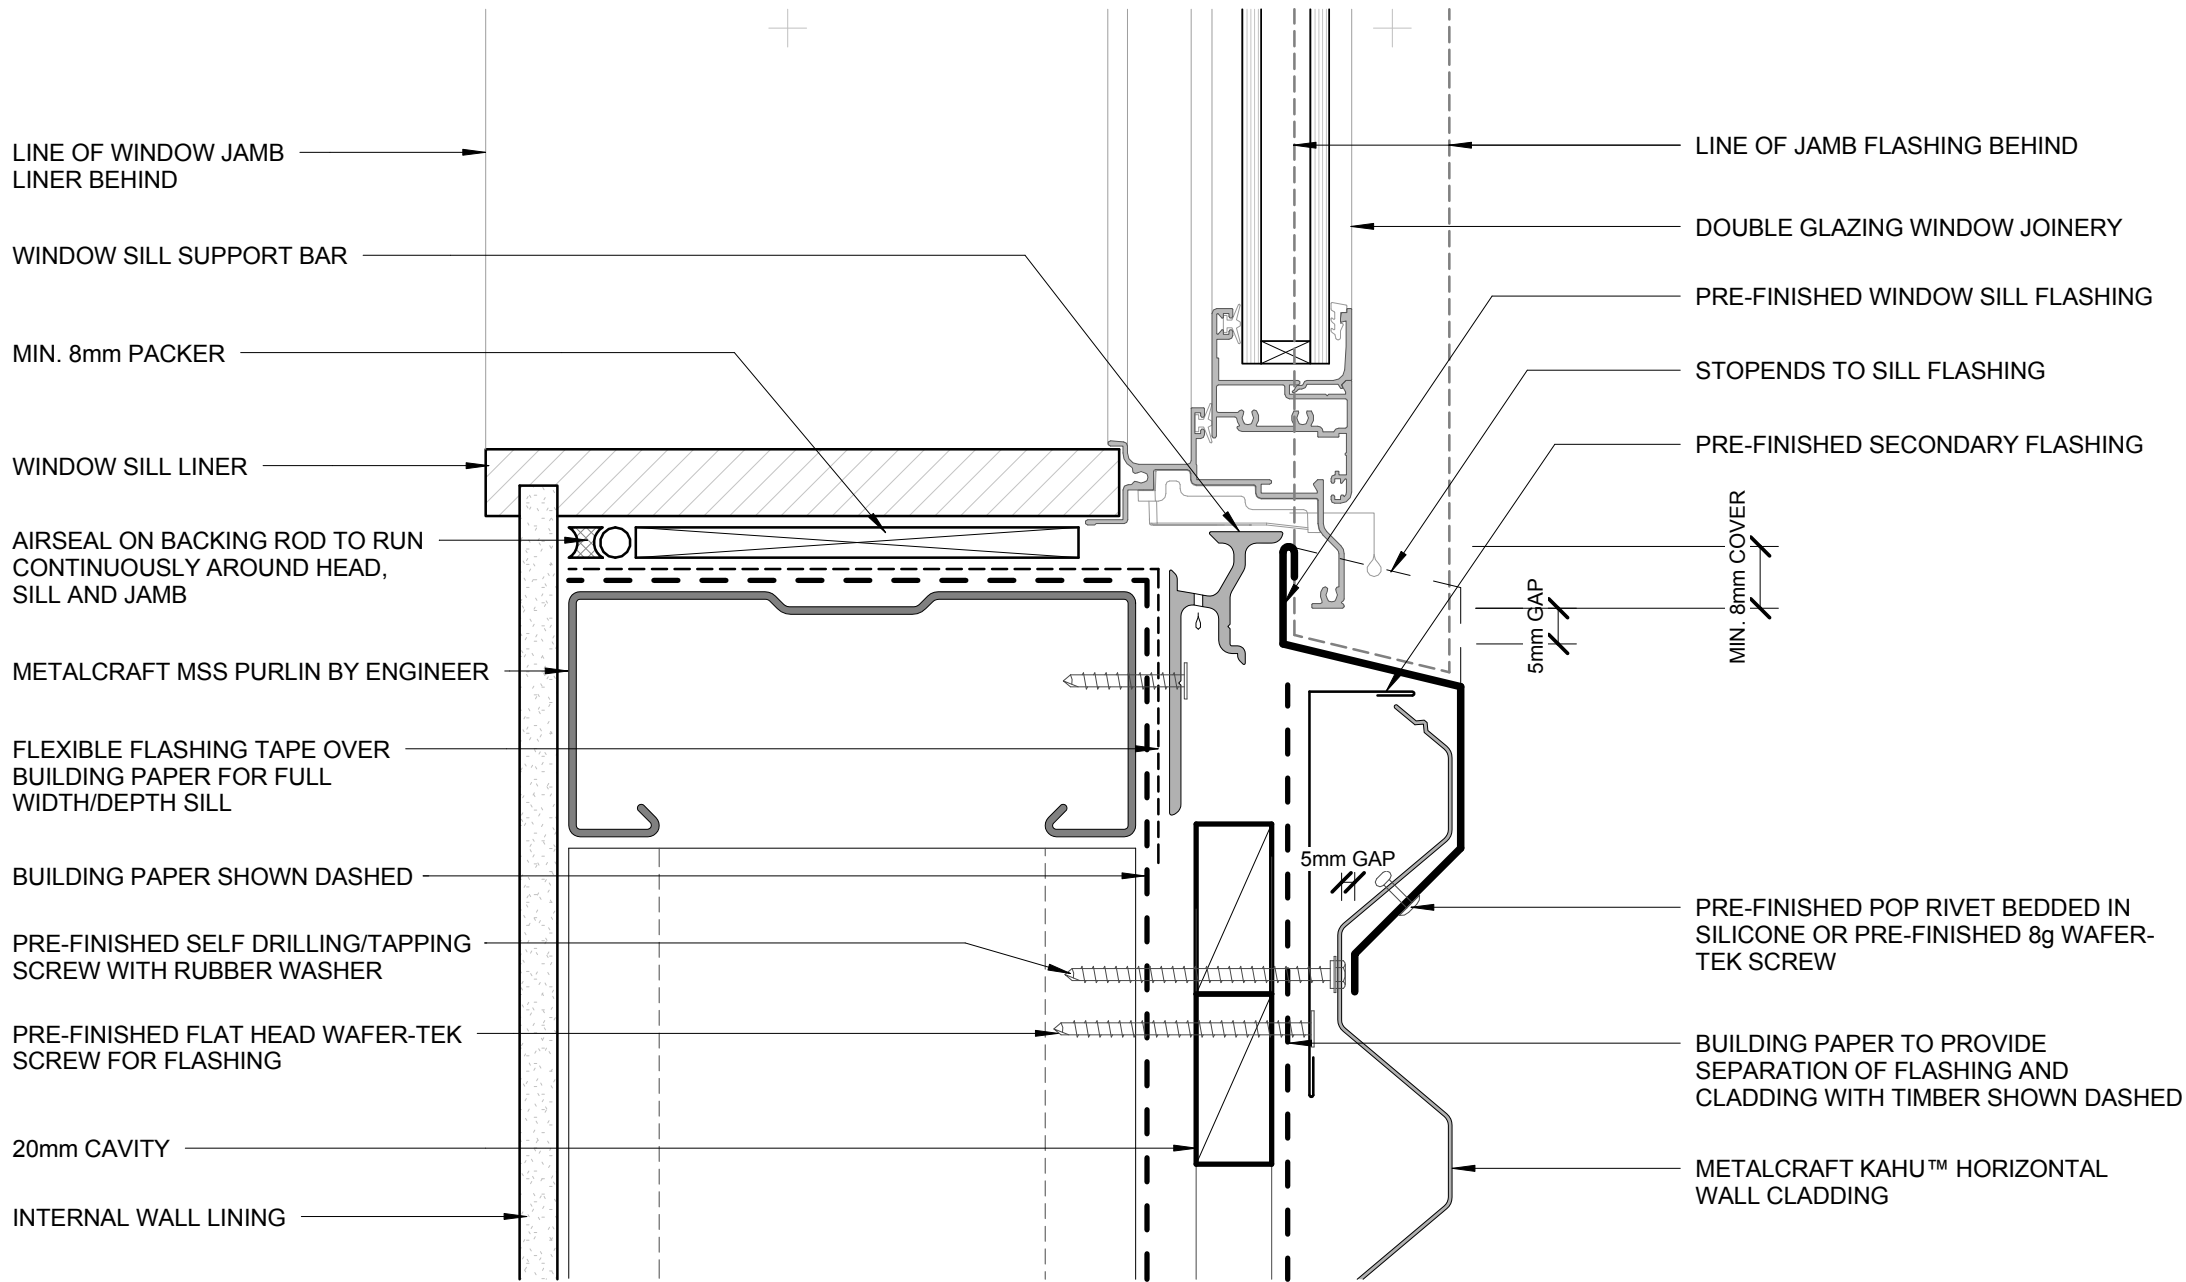 LINE OF WINDOW JAMB
LINER BEHIND
WINDOW SILL SUPPORT BAR
MIN. 8mm PACKER
WINDOW SILL LINER
AIRSEAL ON BACKING ROD TO RUN
CONTINUOUSLY AROUND HEAD,
SILL AND JAMB
METALCRAFT MSS PURLIN BY ENGINEER
FLEXIBLE FLASHING TAPE OVER
BUILDING PAPER FOR FULL
WIDTH/DEPTH SILL
BUILDING PAPER SHOWN DASHED
PRE-FINISHED SELF DRILLING/TAPPING
SCREW WITH RUBBER WASHER
PRE-FINISHED FLAT HEAD WAFER-TEK
SCREW FOR FLASHING
20mm CAVITY
INTERNAL WALL LINING
LINE OF JAMB FLASHING BEHIND
DOUBLE GLAZING WINDOW JOINERY
PRE-FINISHED WINDOW SILL FLASHING
STOPENDS TO SILL FLASHING
PRE-FINISHED SECONDARY FLASHING
MIN. 8mm COVER
5mm GAP
5mm GAP
PRE-FINISHED POP RIVET BEDDED IN
SILICONE OR PRE-FINISHED 8g WAFER-
TEK SCREW
BUILDING PAPER TO PROVIDE
SEPARATION OF FLASHING AND
CLADDING WITH TIMBER SHOWN DASHED
METALCRAFT KAHU™ HORIZONTAL
WALL CLADDING